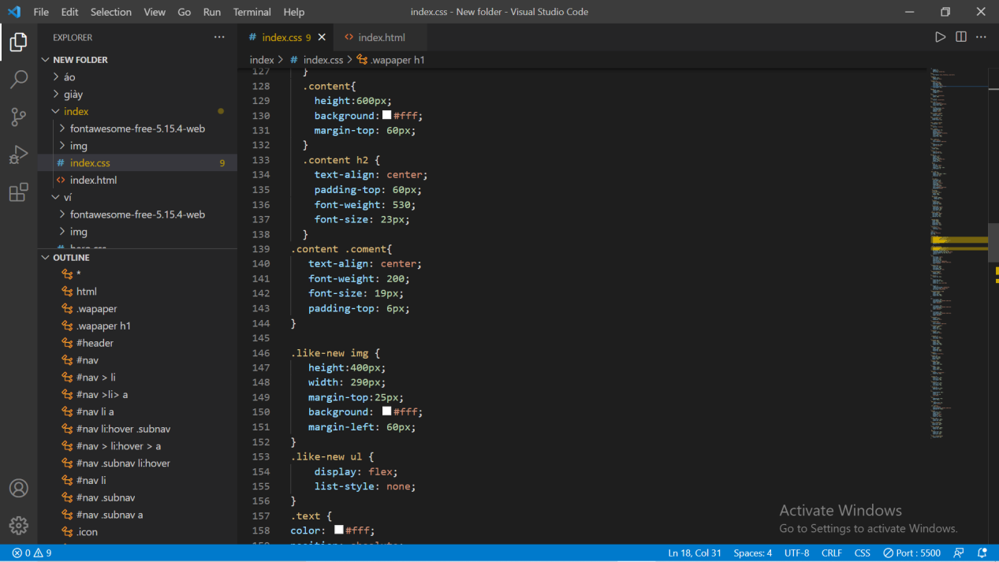 File Edit Selection View Go Run Terminal Help
index.css - New folder - Visual Studio Code
EXPLORER
NEW FOLDER
áo
giày
index
fontawesome-free-5.15.4-web
img
# index.css 9
<> index.html
ví
fontawesome-free-5.15.4-web
img
OUTLINE
*
html
.wapaper
.wapaper h1
#header
#nav
#nav > li
#nav >li> a
#nav li a
#nav li:hover .subnav
#nav > li:hover > a
#nav .subnav li:hover
#nav li
#nav .subnav
#nav .subnav a
.icon
# index.css 9 <> index.html
index > # index.css > .wapaper h1
127 }
128 .content{
129 height:600px;
130 background: #fff;
131 margin-top: 60px;
132 }
133 .content h2 {
134 text-align: center;
135 padding-top: 60px;
136 font-weight: 530;
137 font-size: 23px;
138 }
139 .content .coment{
140 text-align: center;
141 font-weight: 200;
142 font-size: 19px;
143 padding-top: 6px;
144 }
145
146 .like-new img {
147 height:400px;
148 width: 290px;
149 margin-top:25px;
150 background: #fff;
151 margin-left: 60px;
152 }
153 .like-new ul {
154 display: flex;
155 list-style: none;
156 }
157 .text {
158 color: #fff;
Activate Windows
Go to Settings to activate Windows.
0 9 Ln 18, Col 31 Spaces: 4 UTF-8 CRLF CSS Port : 5500